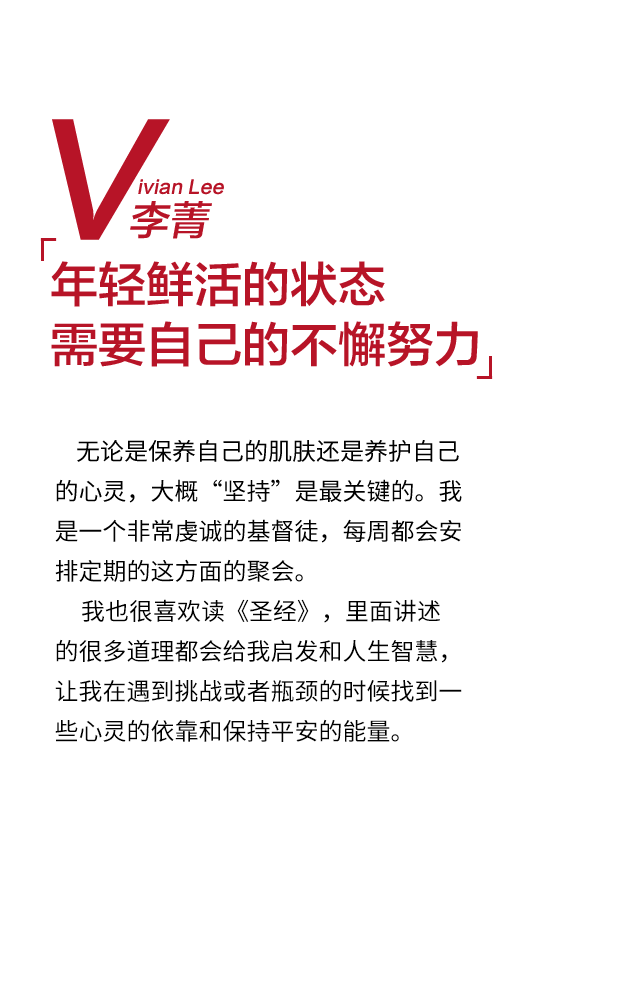 Vivian Lee
李菁
「年轻鲜活的状态
需要自己的不懈努力」
无论是保养自己的肌肤还是养护自己
的心灵，大概“坚持”是最关键的。我
是一个非常虔诚的基督徒，每周都会安
排定期的这方面的聚会。
我也很喜欢读《圣经》，里面讲述
的很多道理都会给我启发和人生智慧，
让我在遇到挑战或者瓶颈的时候找到一
些心灵的依靠和保持平安的能量。